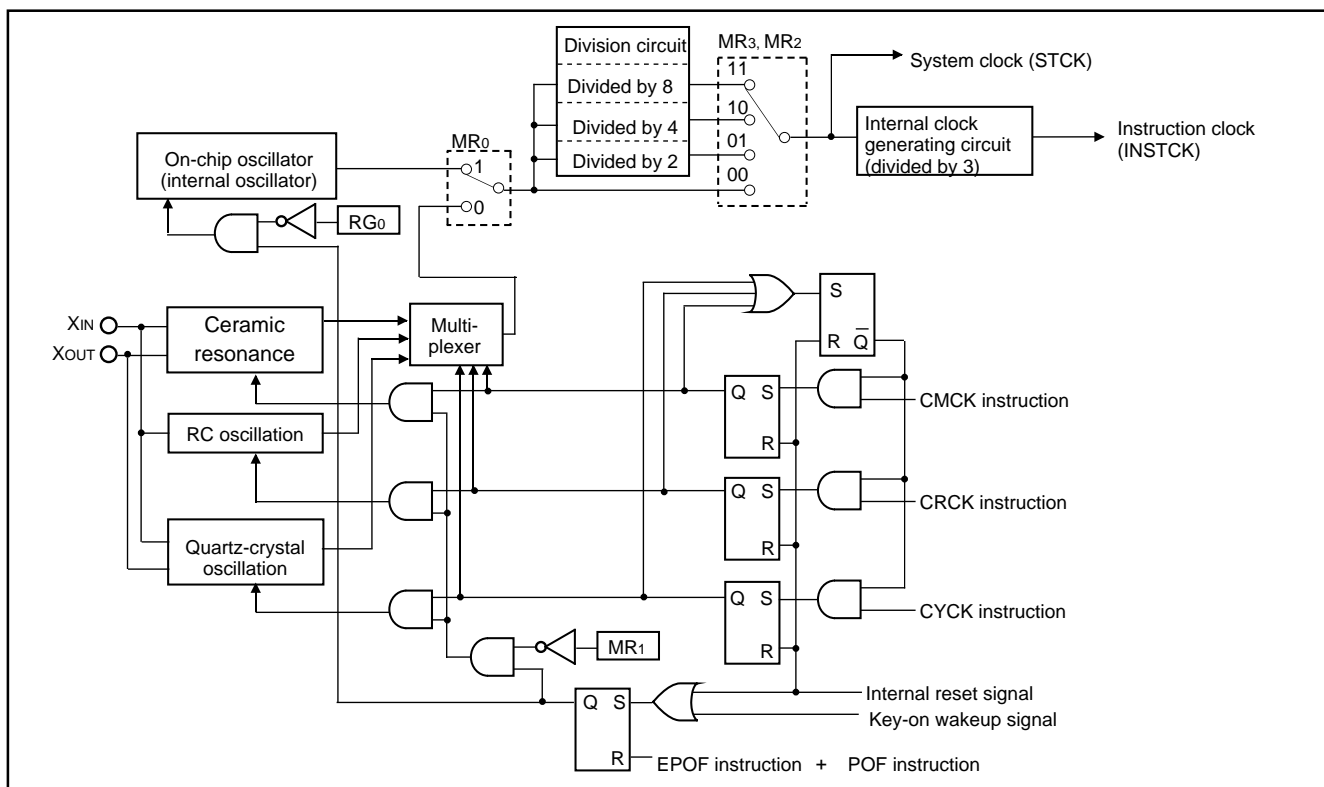 Division circuit
Divided by 8
Divided by 4
Divided by 2
MR3, MR2
11
10
01
00
System clock (STCK)
Internal clock
generating circuit
(divided by 3)
Instruction clock
(INSTCK)
On-chip oscillator
(internal oscillator)
MR0
1
0
RG0
XIN
XOUT
Ceramic
resonance
Multi-
plexer
RC oscillation
Quartz-crystal
oscillation
S
R Q
Q S
R
CMCK instruction
Q S
R
CRCK instruction
Q S
R
CYCK instruction
MR1
Q S
R
Internal reset signal
Key-on wakeup signal
EPOF instruction + POF instruction